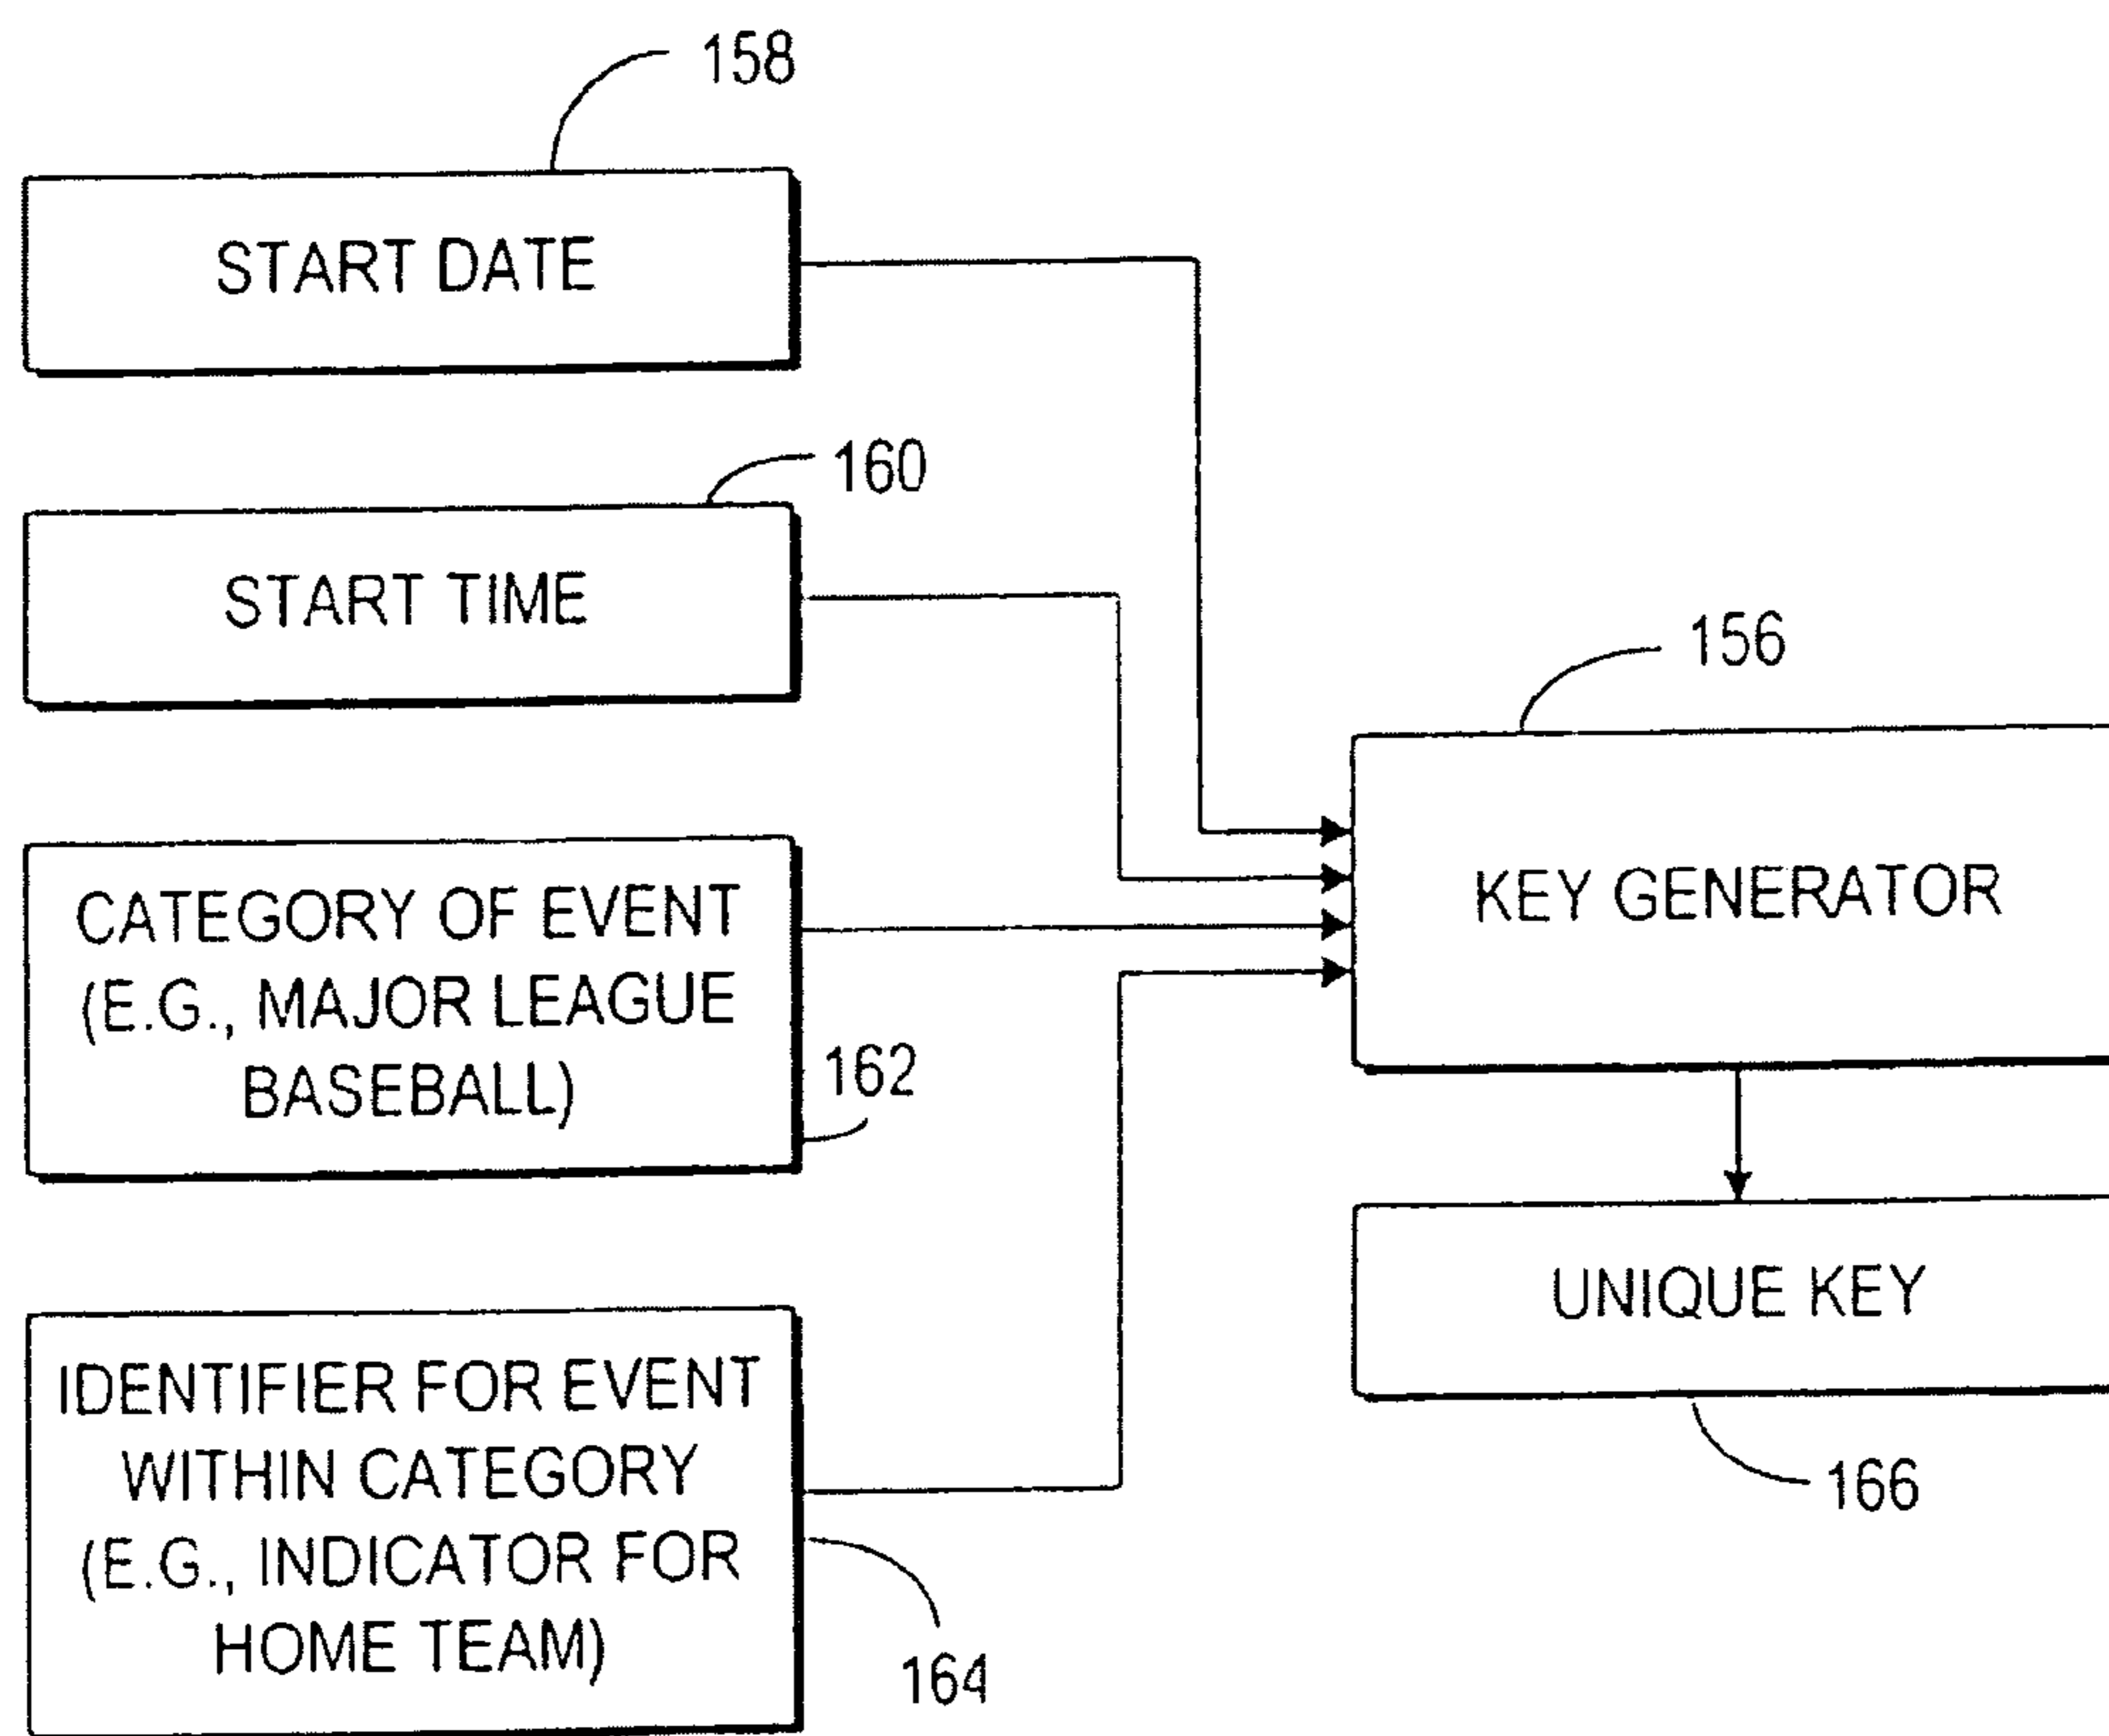 158
START DATE
160
START TIME
156
KEY GENERATOR
CATEGORY OF EVENT
(E.G., MAJOR LEAGUE
BASEBALL)
162
UNIQUE KEY
166
IDENTIFIER FOR EVENT
WITHIN CATEGORY
(E.G., INDICATOR FOR
HOME TEAM)
164